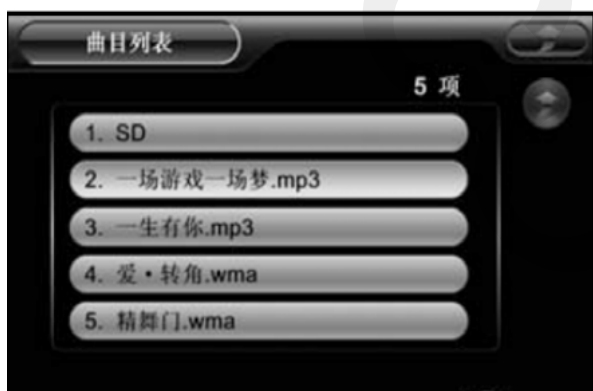 曲目列表
5 项
1. SD
2. 一场游戏一场梦.mp3
3. 一生有你.mp3
4. 爱·转角.wma
5. 精舞门.wma